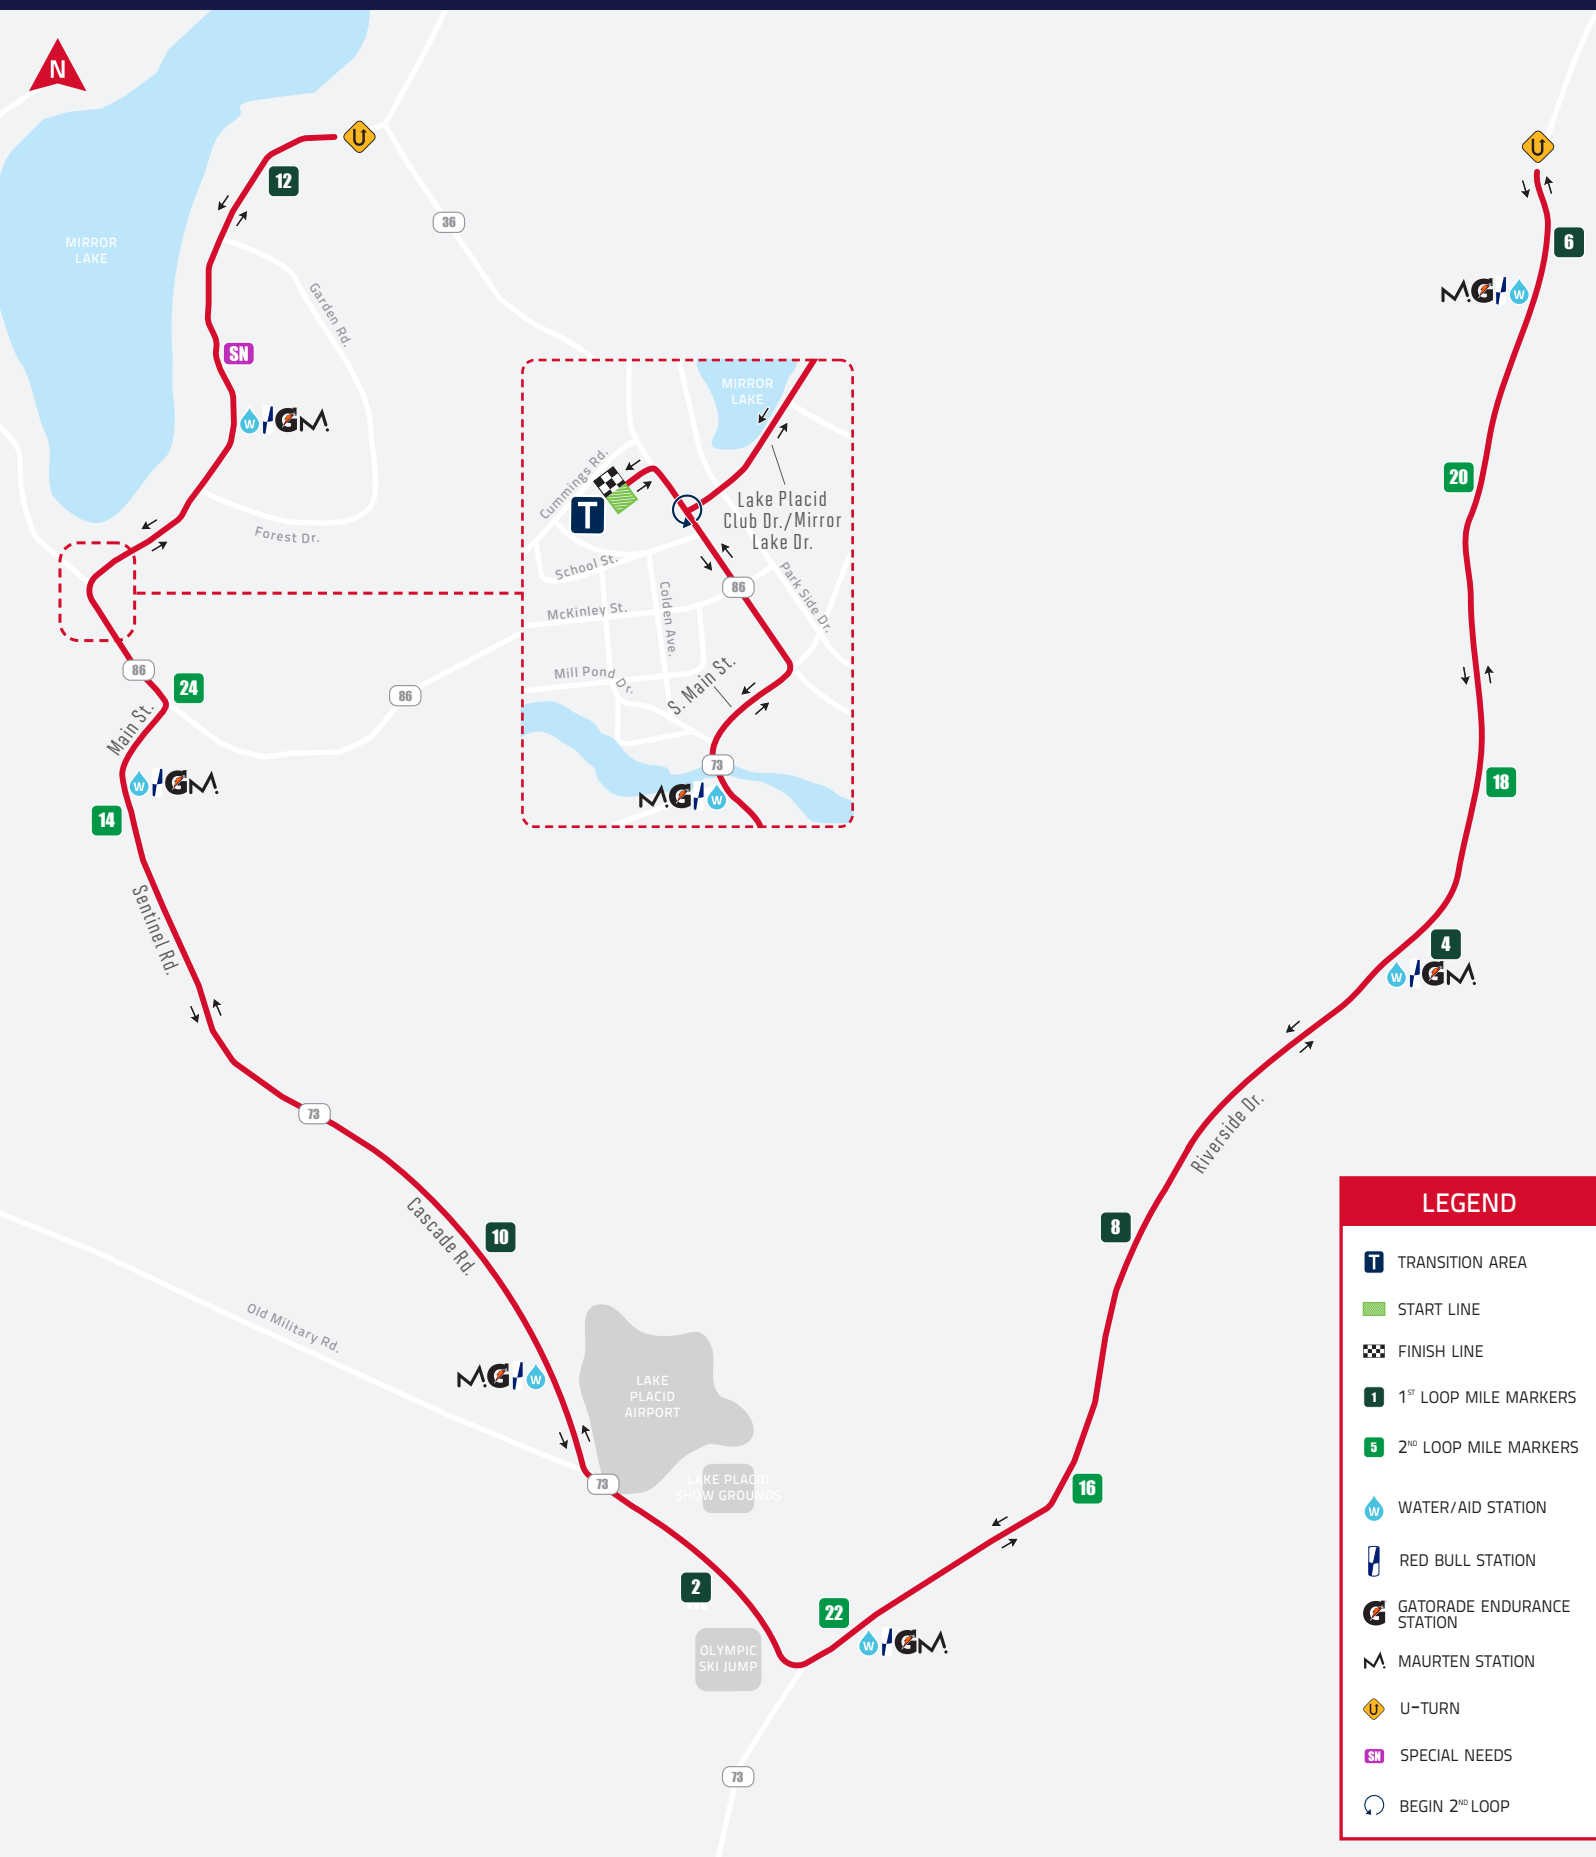 N
12
MIRROR
LAKE
36
6
Garden Rd.
SN
W G M.
M. G W
Forest Dr.
MIRROR
LAKE
Cummings Rd.
T
Lake Placid
Club Dr./Mirror
Lake Dr.
School St.
86
Park Side Dr.
McKinley St.
Colden Ave.
Mill Pond Dr.
S. Main St.
73
M. G W
20
86
24
86
Main St.
W G M.
14
18
Sentinel Rd.
4
W G M.
73
Riverside Dr.
Cascade Rd.
10
8
Old Military Rd.
M. G W
LAKE
PLACID
AIRPORT
73
LAKE PLACID
SHOW GROUNDS
16
2
22
W G M.
OLYMPIC
SKI JUMP
73
LEGEND
T TRANSITION AREA
START LINE
FINISH LINE
1 1ST LOOP MILE MARKERS
5 2ND LOOP MILE MARKERS
W WATER/AID STATION
RED BULL STATION
G GATORADE ENDURANCE
STATION
M. MAURTEN STATION
U-TURN
SN SPECIAL NEEDS
BEGIN 2ND LOOP